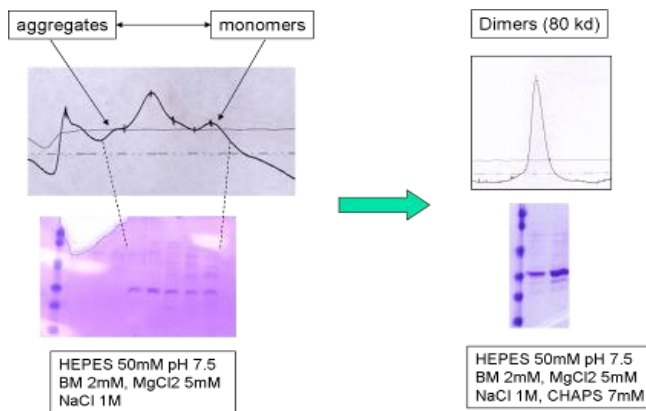 aggregates
monomers
Dimers (80 kd)
HEPES 50mM pH 7.5
BM 2mM, MgCl2 5mM
NaCl 1M
HEPES 50mM pH 7.5
BM 2mM, MgCl2 5mM
NaCl 1M, CHAPS 7mM